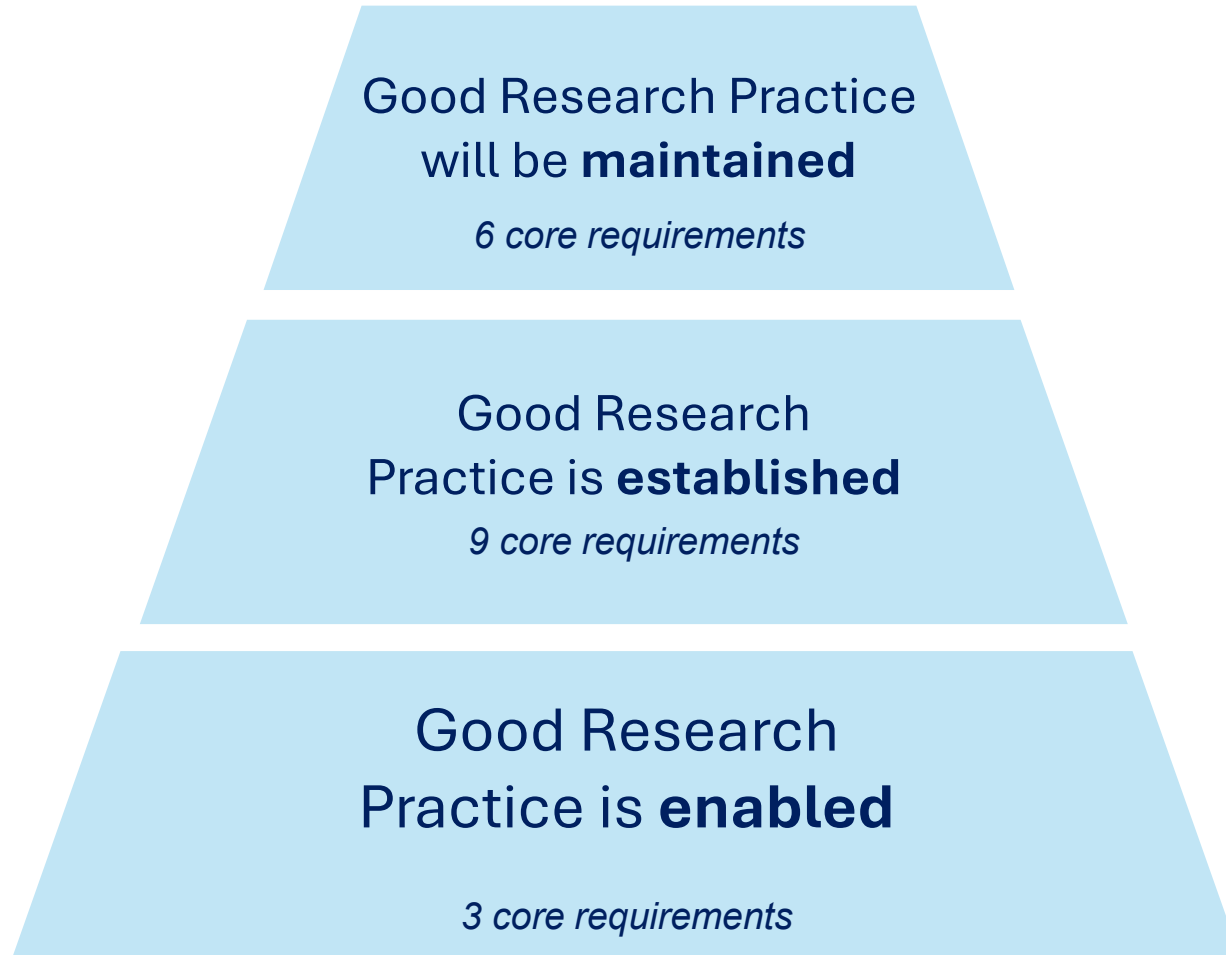 Good Research Practice
will be maintained
6 core requirements
Good Research
Practice is established
9 core requirements
Good Research
Practice is enabled
3 core requirements